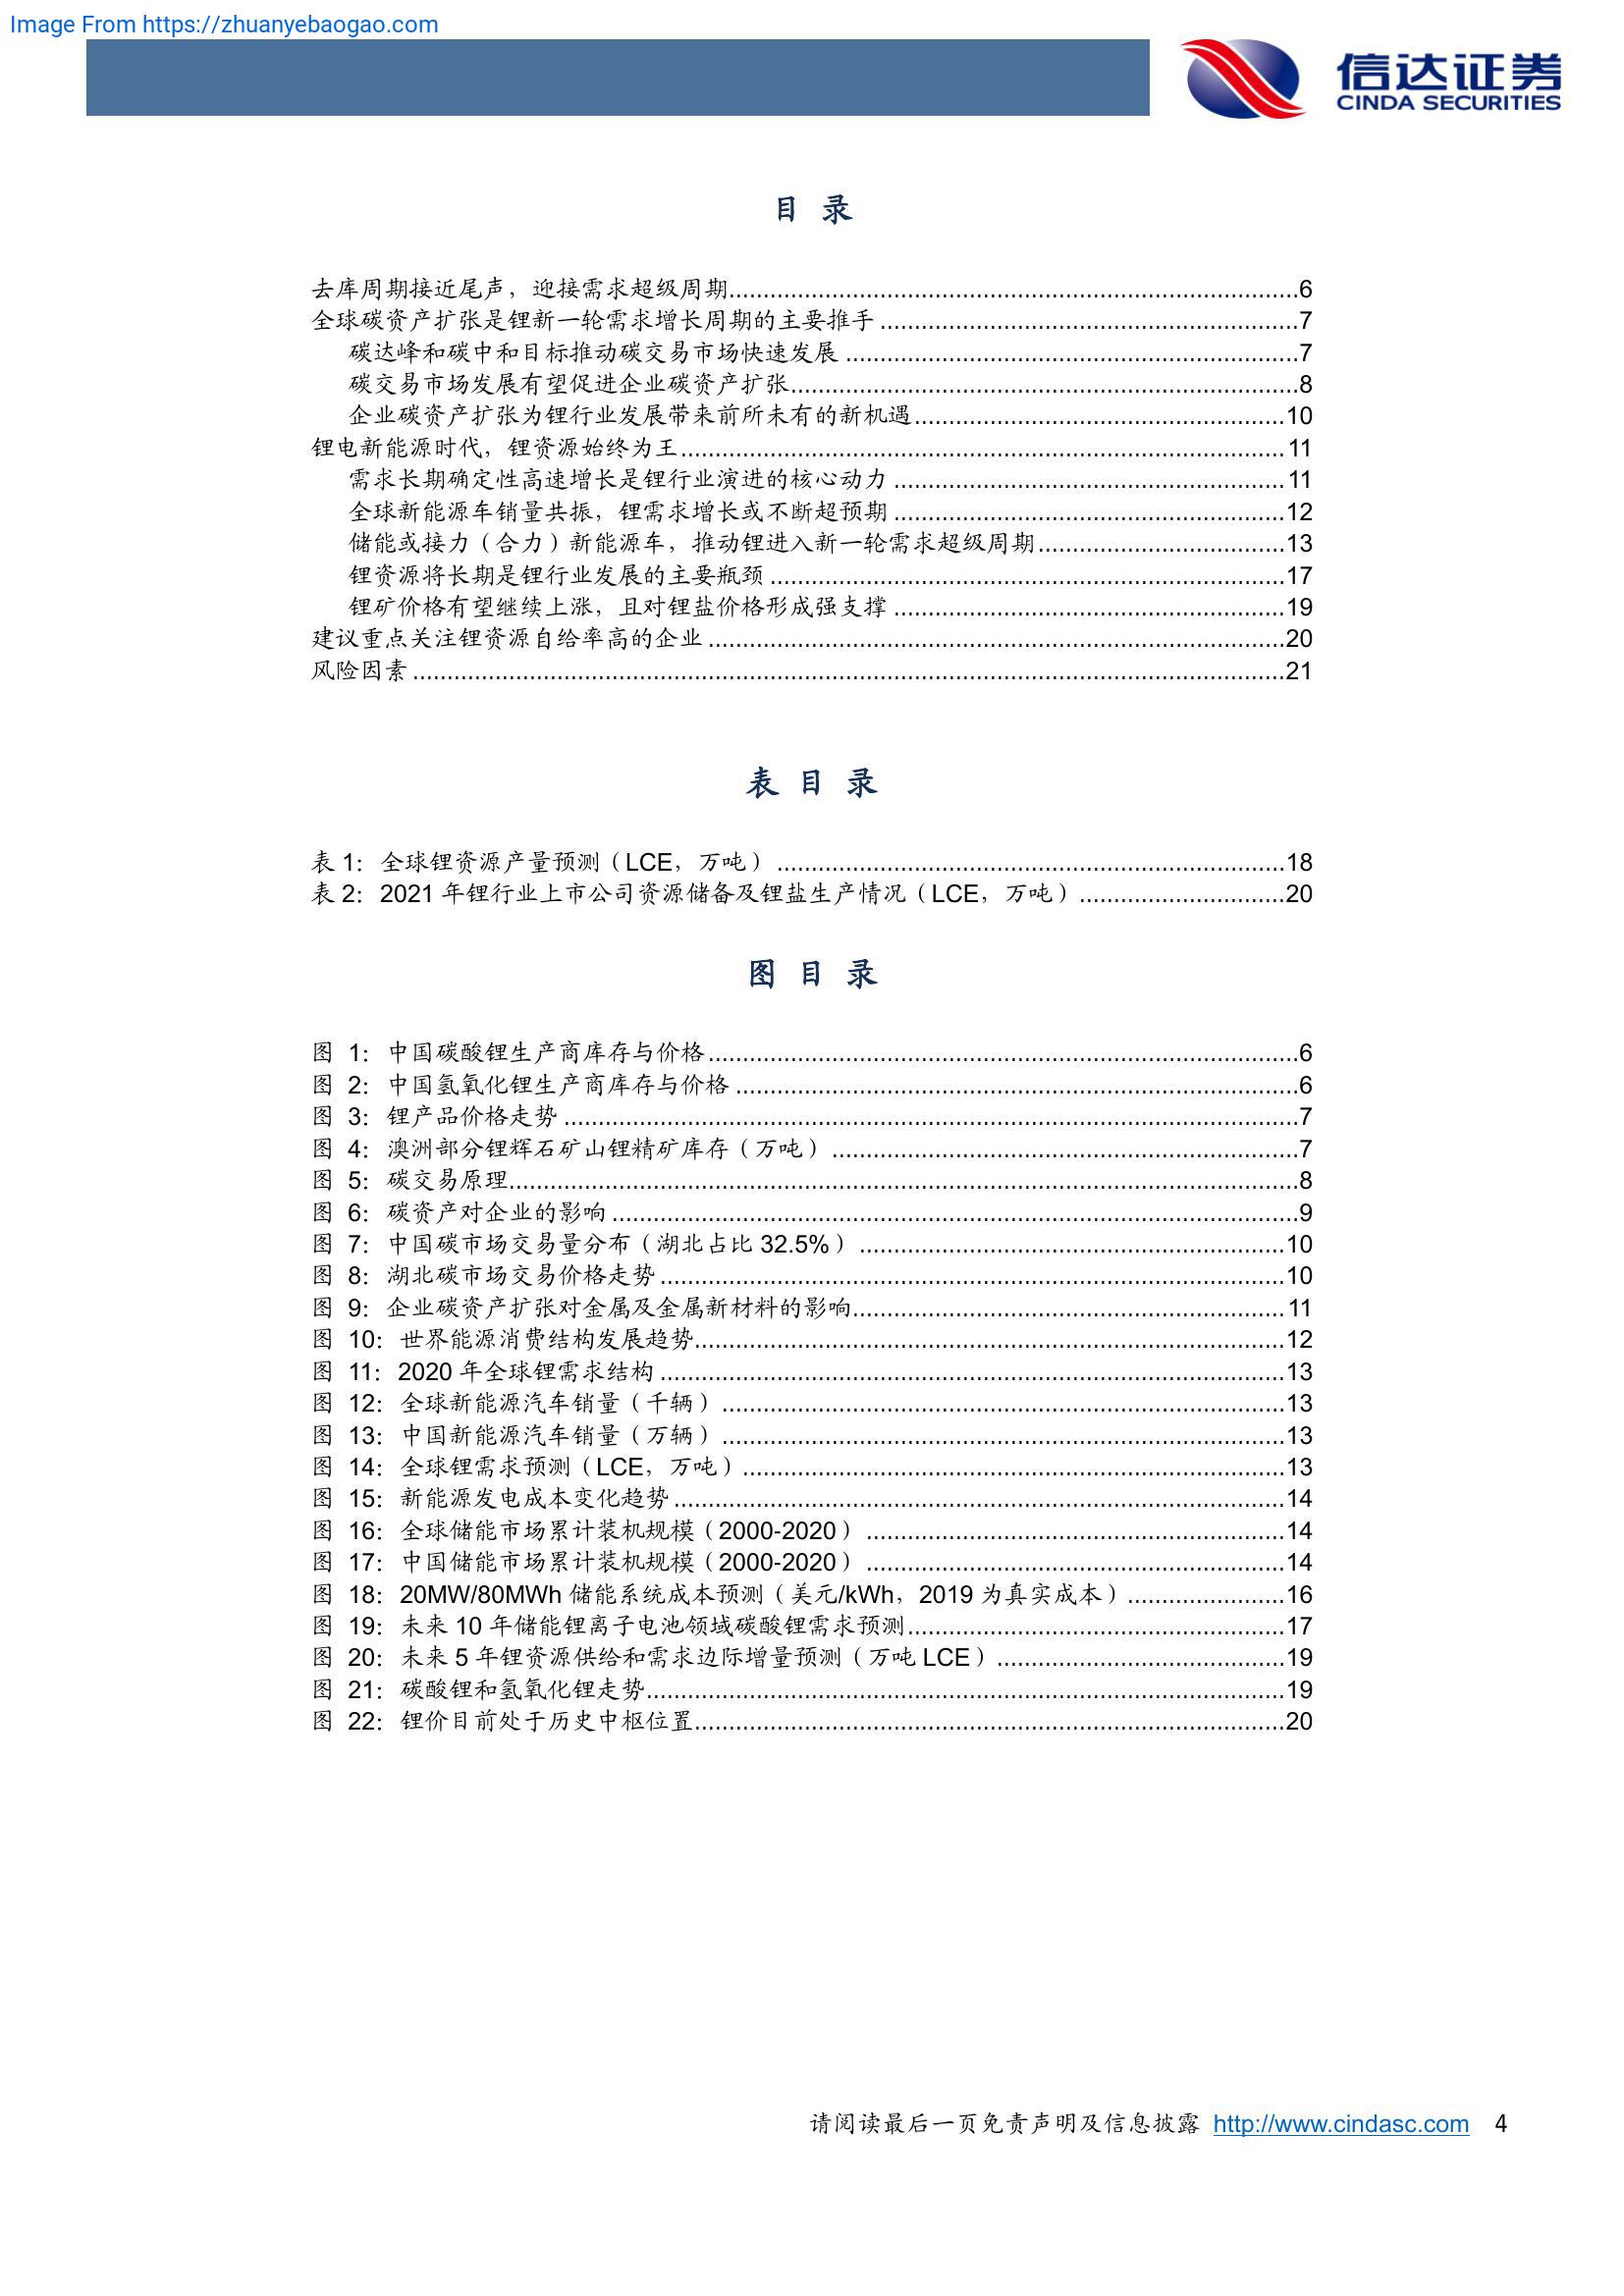 Image From https://zhuanyebaogao.com
信达证券
CINDA SECURITIES
目 录
去库周期接近尾声，迎接需求超级周期....................6
全球碳资产扩张是锂新一轮需求增长周期的主要推手....................7
碳达峰和碳中和目标推动碳交易市场快速发展....................7
碳交易市场发展有望促进企业碳资产扩张....................8
企业碳资产扩张为锂行业发展带来前所未有的新机遇....................10
锂电新能源时代，锂资源始终为王....................11
需求长期确定性高速增长是锂行业演进的核心动力....................11
全球新能源车销量共振，锂需求增长或不断超预期....................12
储能或接力（合力）新能源车，推动锂进入新一轮需求超级周期....................13
锂资源将长期是锂行业发展的主要瓶颈....................17
锂矿价格有望继续上涨，且对锂盐价格形成强支撑....................19
建议重点关注锂资源自给率高的企业....................20
风险因素....................21
表 目 录
表 1：全球锂资源产量预测（LCE，万吨）....................18
表 2：2021 年锂行业上市公司资源储备及锂盐生产情况（LCE，万吨）....................20
图 目 录
图 1：中国碳酸锂生产商库存与价格....................6
图 2：中国氢氧化锂生产商库存与价格....................6
图 3：锂产品价格走势....................7
图 4：澳洲部分锂辉石矿山锂精矿库存（万吨）....................7
图 5：碳交易原理....................8
图 6：碳资产对企业的影响....................9
图 7：中国碳市场交易量分布（湖北占比 32.5%）....................10
图 8：湖北碳市场交易价格走势....................10
图 9：企业碳资产扩张对金属及金属新材料的影响....................11
图 10：世界能源消费结构发展趋势....................12
图 11：2020 年全球锂需求结构....................13
图 12：全球新能源汽车销量（千辆）....................13
图 13：中国新能源汽车销量（万辆）....................13
图 14：全球锂需求预测（LCE，万吨）....................13
图 15：新能源发电成本变化趋势....................14
图 16：全球储能市场累计装机规模（2000-2020）....................14
图 17：中国储能市场累计装机规模（2000-2020）....................14
图 18：20MW/80MWh 储能系统成本预测（美元/kWh，2019 为真实成本）....................16
图 19：未来 10 年储能锂离子电池领域碳酸锂需求预测....................17
图 20：未来 5 年锂资源供给和需求边际增量预测（万吨 LCE）....................19
图 21：碳酸锂和氢氧化锂走势....................19
图 22：锂价目前处于历史中枢位置....................20
请阅读最后一页免责声明及信息披露 http://www.cindasc.com 4